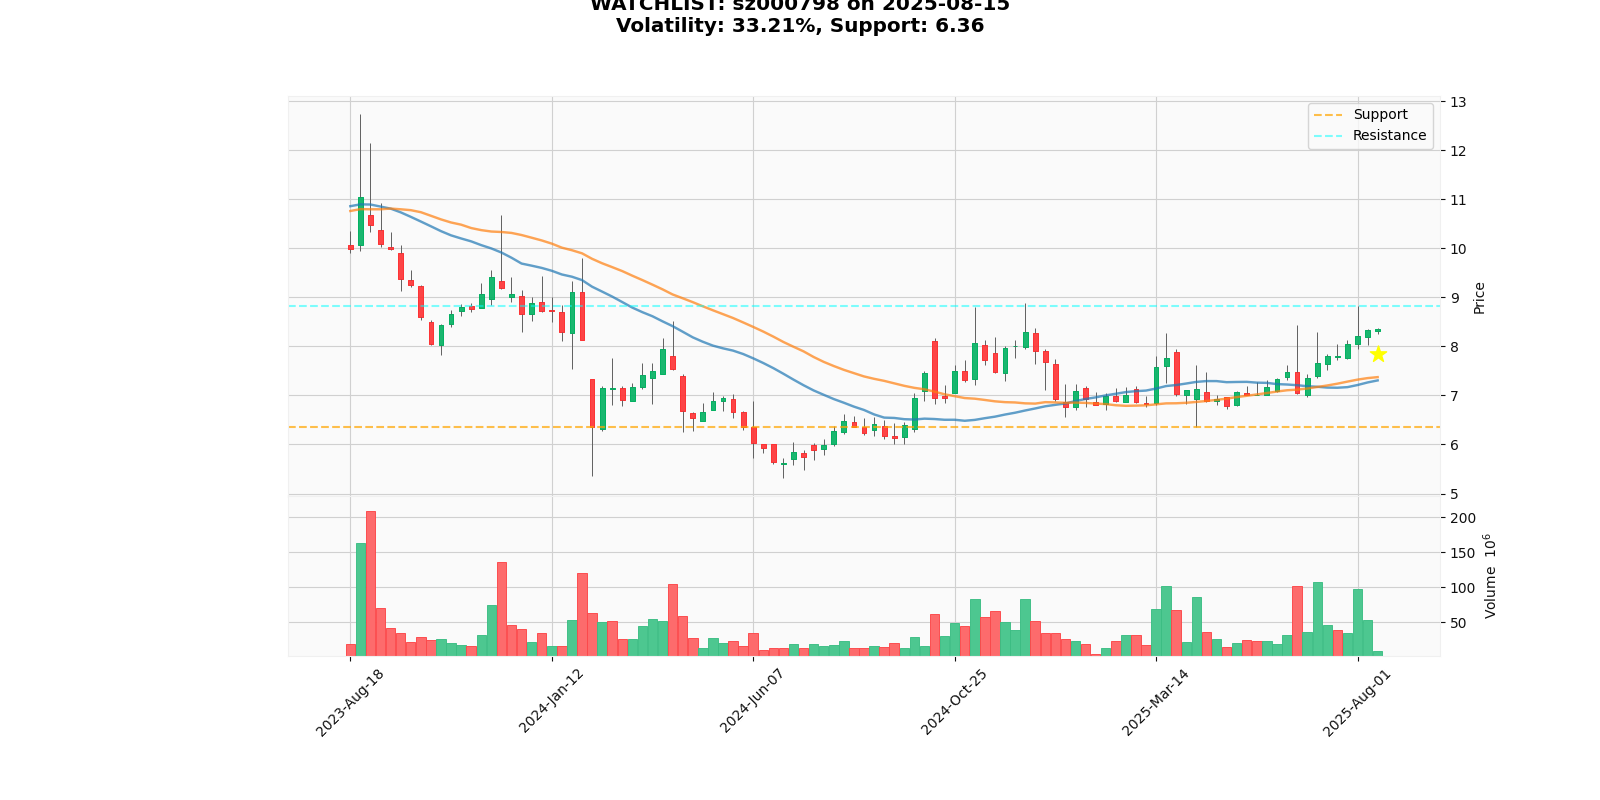 WATCHLIST: sz000798 on 2025-08-15
Volatility: 33.21%, Support: 6.36
Support
Resistance
13
12
11
10
9
8
7
6
5
Price
200
150
100
50
Volume 10⁶
2023-Aug-18
2024-Jan-12
2024-Jun-07
2024-Oct-25
2025-Mar-14
2025-Aug-01